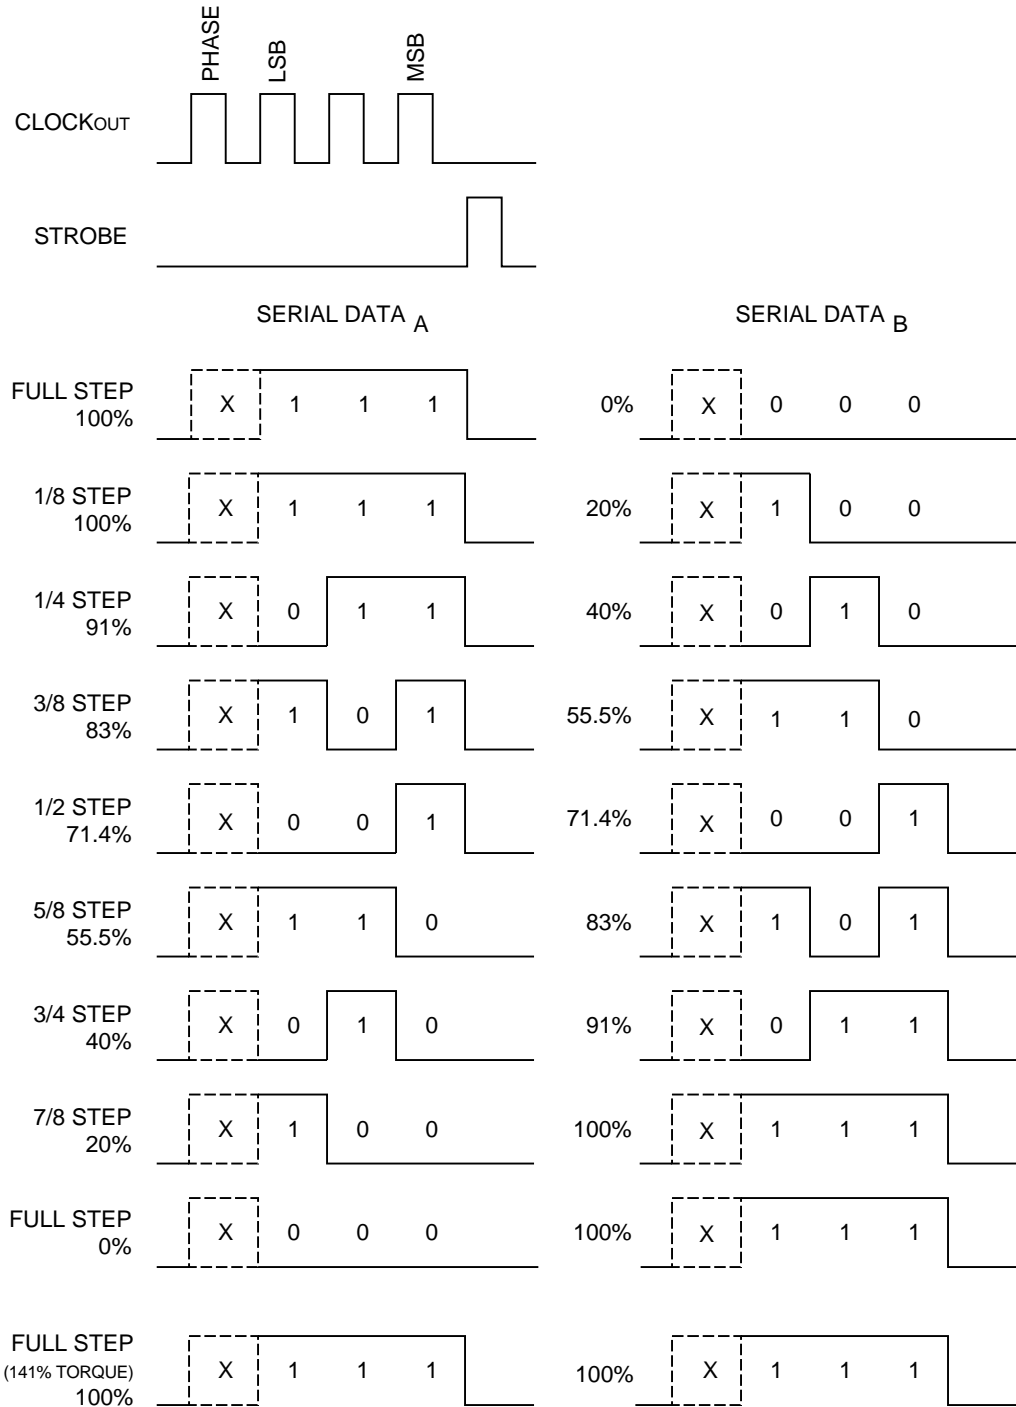 PHASE
LSB
MSB
CLOCKOUT
STROBE
SERIAL DATA A
SERIAL DATA B
FULL STEP
100%
X 1 1 1
0%
X 0 0 0
1/8 STEP
100%
X 1 1 1
20%
X 1 0 0
1/4 STEP
91%
X 0 1 1
40%
X 0 1 0
3/8 STEP
83%
X 1 0 1
55.5%
X 1 1 0
1/2 STEP
71.4%
X 0 0 1
71.4%
X 0 0 1
5/8 STEP
55.5%
X 1 1 0
83%
X 1 0 1
3/4 STEP
40%
X 0 1 0
91%
X 0 1 1
7/8 STEP
20%
X 1 0 0
100%
X 1 1 1
FULL STEP
0%
X 0 0 0
100%
X 1 1 1
FULL STEP
(141% TORQUE)
100%
X 1 1 1
100%
X 1 1 1